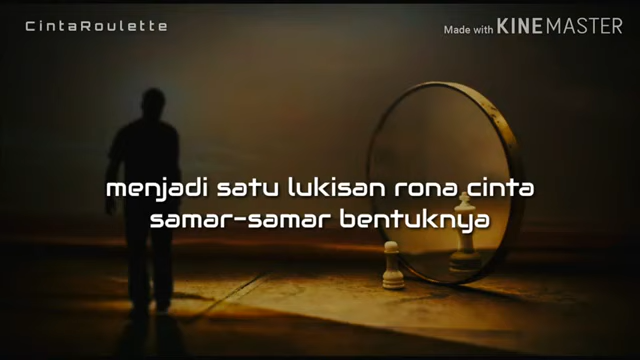 CintaRoulette
Made with KINEMASTER
menjadi satu lukisan rona cinta
samar-samar bentuknya